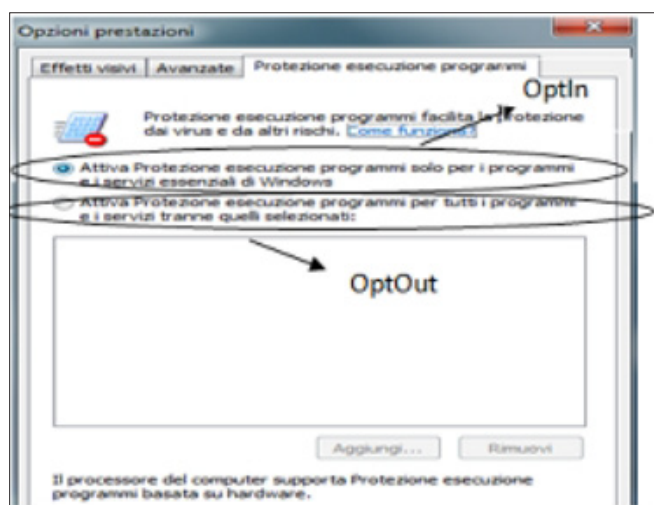 Opzioni prestazioni
Effetti visivi Avanzate Protezione esecuzione programmi
OptIn
Protezione esecuzione programmi facilita la protezione
dai virus e da altri rischi. Come funziona?
Attiva Protezione esecuzione programmi solo per i programmi
e i servizi essenziali di Windows
Attiva Protezione esecuzione programmi per tutti i programmi
e i servizi tranne quelli selezionati:
OptOut
Aggiungi... Rimuovi
Il processore del computer supporta Protezione esecuzione
programmi basata su hardware.